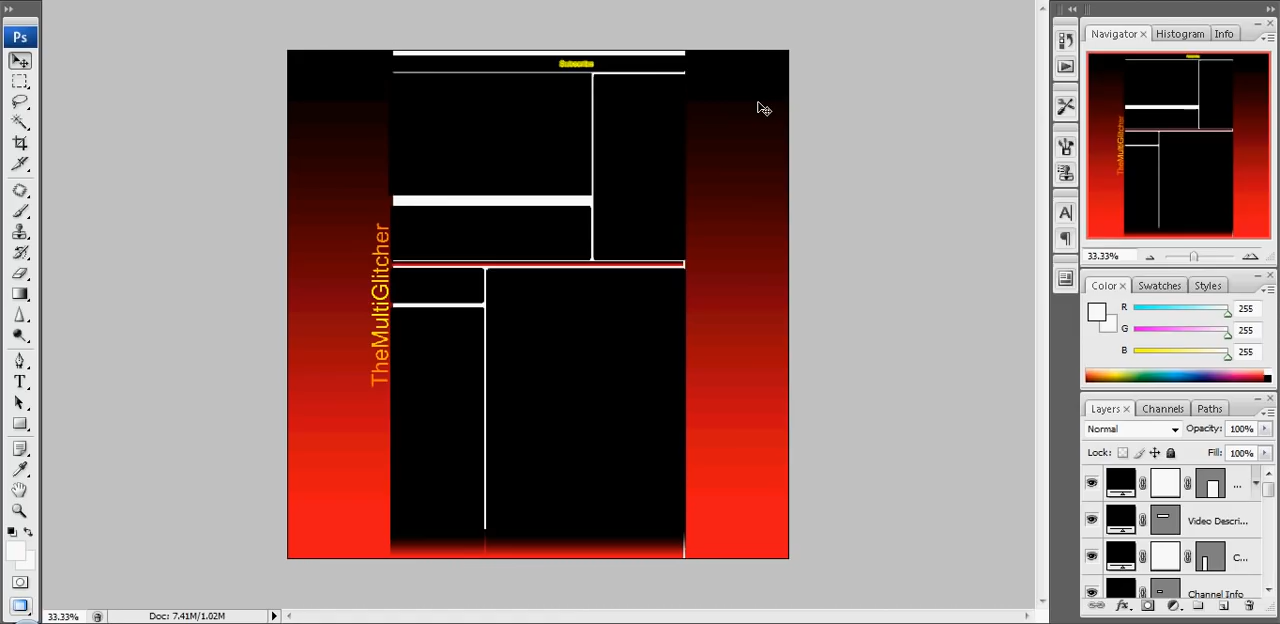 Ps
Subscribe
TheMultiGlitcher
33.33%
Doc: 7.41M/1.02M
Navigator × Histogram Info
33.33%
Color × Swatches Styles
R 255
G 255
B 255
Layers × Channels Paths
Normal Opacity: 100%
Lock: Fill: 100%
...
Video Descri...
C...
Channel Info
T
A